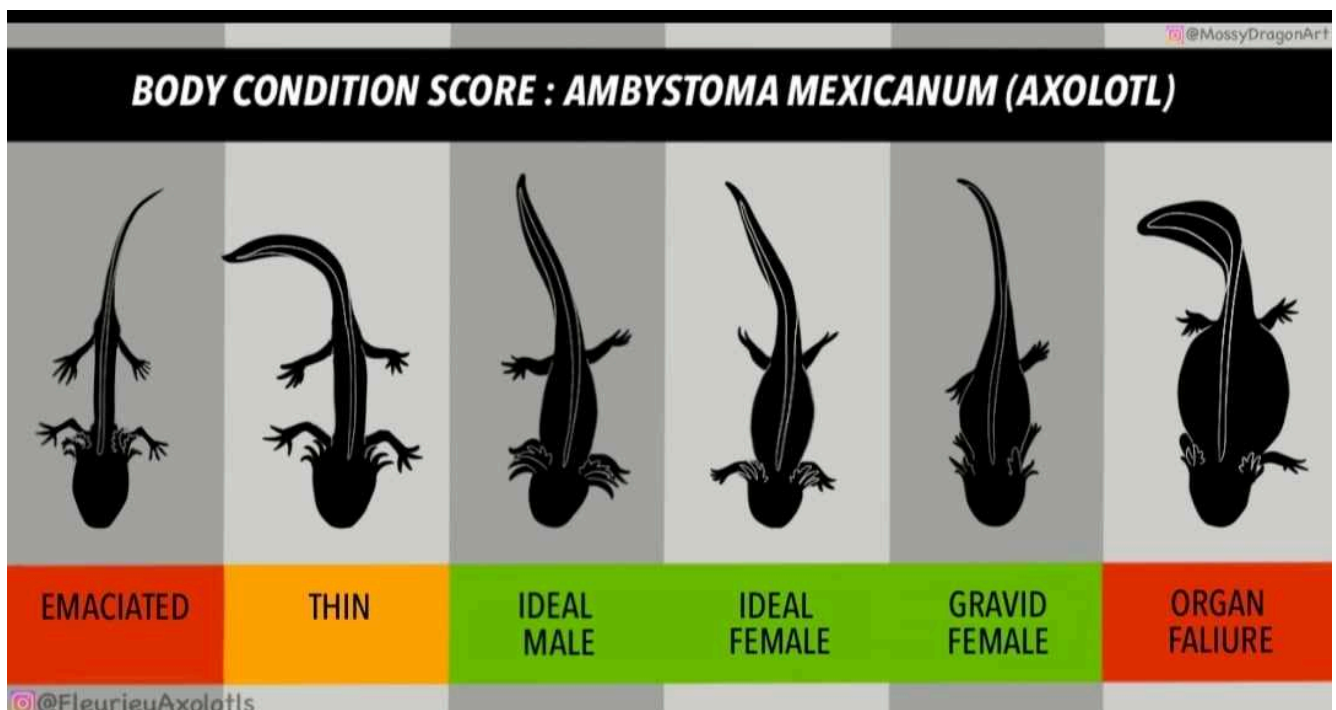 @MossyDragonArt
BODY CONDITION SCORE : AMBYSTOMA MEXICANUM (AXOLOTL)
EMACIATED
THIN
IDEAL
MALE
IDEAL
FEMALE
GRAVID
FEMALE
ORGAN
FALIURE
@FleurieuAxolotls